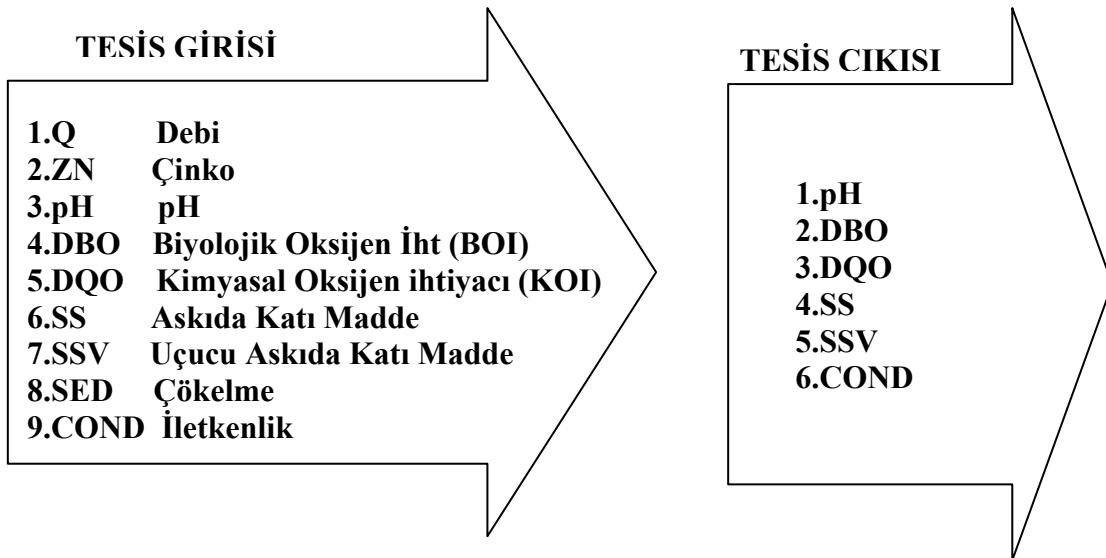 TESİS GİRİSİ
1.Q Debi
2.ZN Çinko
3.pH pH
4.DBO Biyolojik Oksijen İht (BOI)
5.DQO Kimyasal Oksijen ihtiyacı (KOI)
6.SS Askıda Katı Madde
7.SSV Uçucu Askıda Katı Madde
8.SED Çökelme
9.COND İletkenlik
TESİS CIKISI
1.pH
2.DBO
3.DQO
4.SS
5.SSV
6.COND